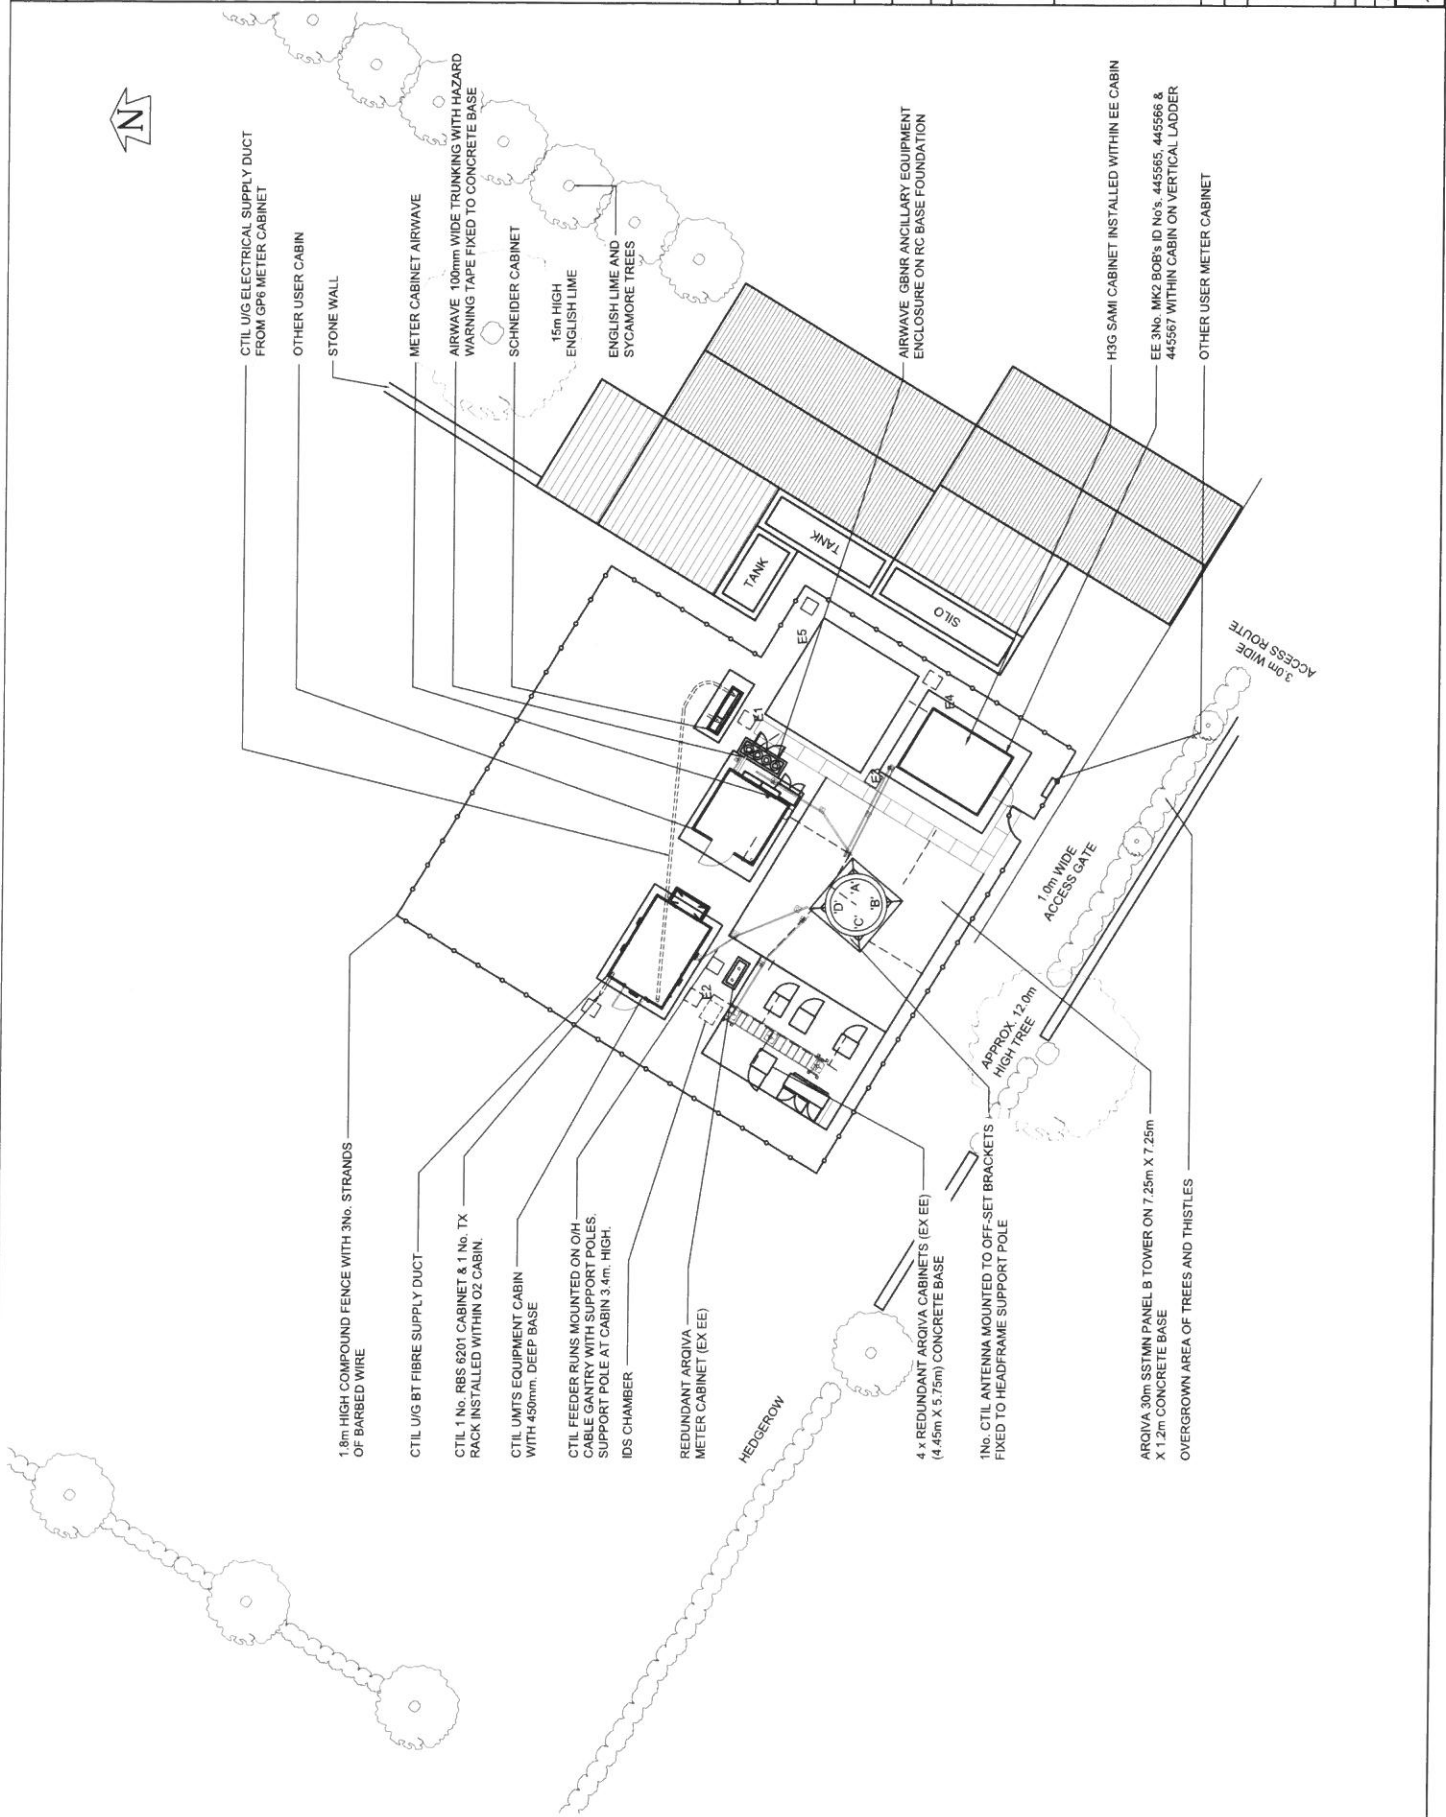 N
CTIL U/G ELECTRICAL SUPPLY DUCT
FROM GP6 METER CABINET
OTHER USER CABIN
STONE WALL
METER CABINET AIRWAVE
AIRWAVE 100mm WIDE TRUNKING WITH HAZARD
WARNING TAPE FIXED TO CONCRETE BASE
SCHNEIDER CABINET
15m HIGH
ENGLISH LIME
ENGLISH LIME AND
SYCAMORE TREES
AIRWAVE GBNR ANCILLARY EQUIPMENT
ENCLOSURE ON RC BASE FOUNDATION
H3G SAMI CABINET INSTALLED WITHIN EE CABIN
EE 3No. MK2 BOB's ID No's. 445565, 445566 &
445567 WITHIN CABIN ON VERTICAL LADDER
OTHER USER METER CABINET
TANK
TANK
SILO
E5
E1
E4
E3
E2
'A'
'B'
'C'
'D'
3.0m WIDE
ACCESS ROUTE
1.0m WIDE
ACCESS GATE
APPROX. 12.0m
HIGH TREE
1.8m HIGH COMPOUND FENCE WITH 3No. STRANDS
OF BARBED WIRE
CTIL U/G BT FIBRE SUPPLY DUCT
CTIL 1 No. RBS 6201 CABINET & 1 No. TX
RACK INSTALLED WITHIN O2 CABIN.
CTIL UMTS EQUIPMENT CABIN
WITH 450mm. DEEP BASE
CTIL FEEDER RUNS MOUNTED ON O/H
CABLE GANTRY WITH SUPPORT POLES.
SUPPORT POLE AT CABIN 3.4m. HIGH.
IDS CHAMBER
REDUNDANT ARQIVA
METER CABINET (EX EE)
HEDGEROW
4 x REDUNDANT ARQIVA CABINETS (EX EE)
(4.45m X 5.75m) CONCRETE BASE
1No. CTIL ANTENNA MOUNTED TO OFF-SET BRACKETS
FIXED TO HEADFRAME SUPPORT POLE
ARQIVA 30m SSTMN PANEL B TOWER ON 7.25m X 7.25m
X 1.2m CONCRETE BASE
OVERGROWN AREA OF TREES AND THISTLES